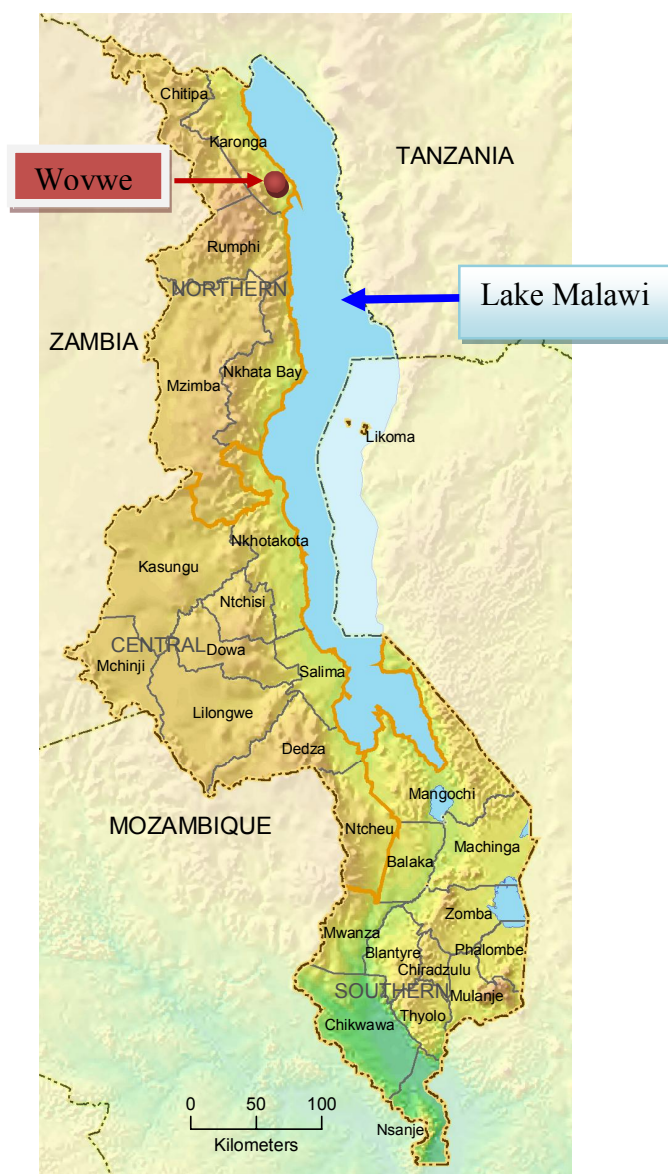 Chitipa
Karonga
TANZANIA
Wovwe
Rumphi
NORTHERN
Lake Malawi
ZAMBIA
Nkhata Bay
Mzimba
Likoma
Nkhotakota
Kasungu
Ntchisi
CENTRAL
Dowa
Mchinji
Salima
Lilongwe
Dedza
Mangochi
MOZAMBIQUE
Ntcheu
Machinga
Balaka
Zomba
Mwanza
Phalombe
Blantyre
Chiradzulu
SOUTHERN
Mulanje
Thyolo
Chikwawa
0 50 100
Kilometers
Nsanje